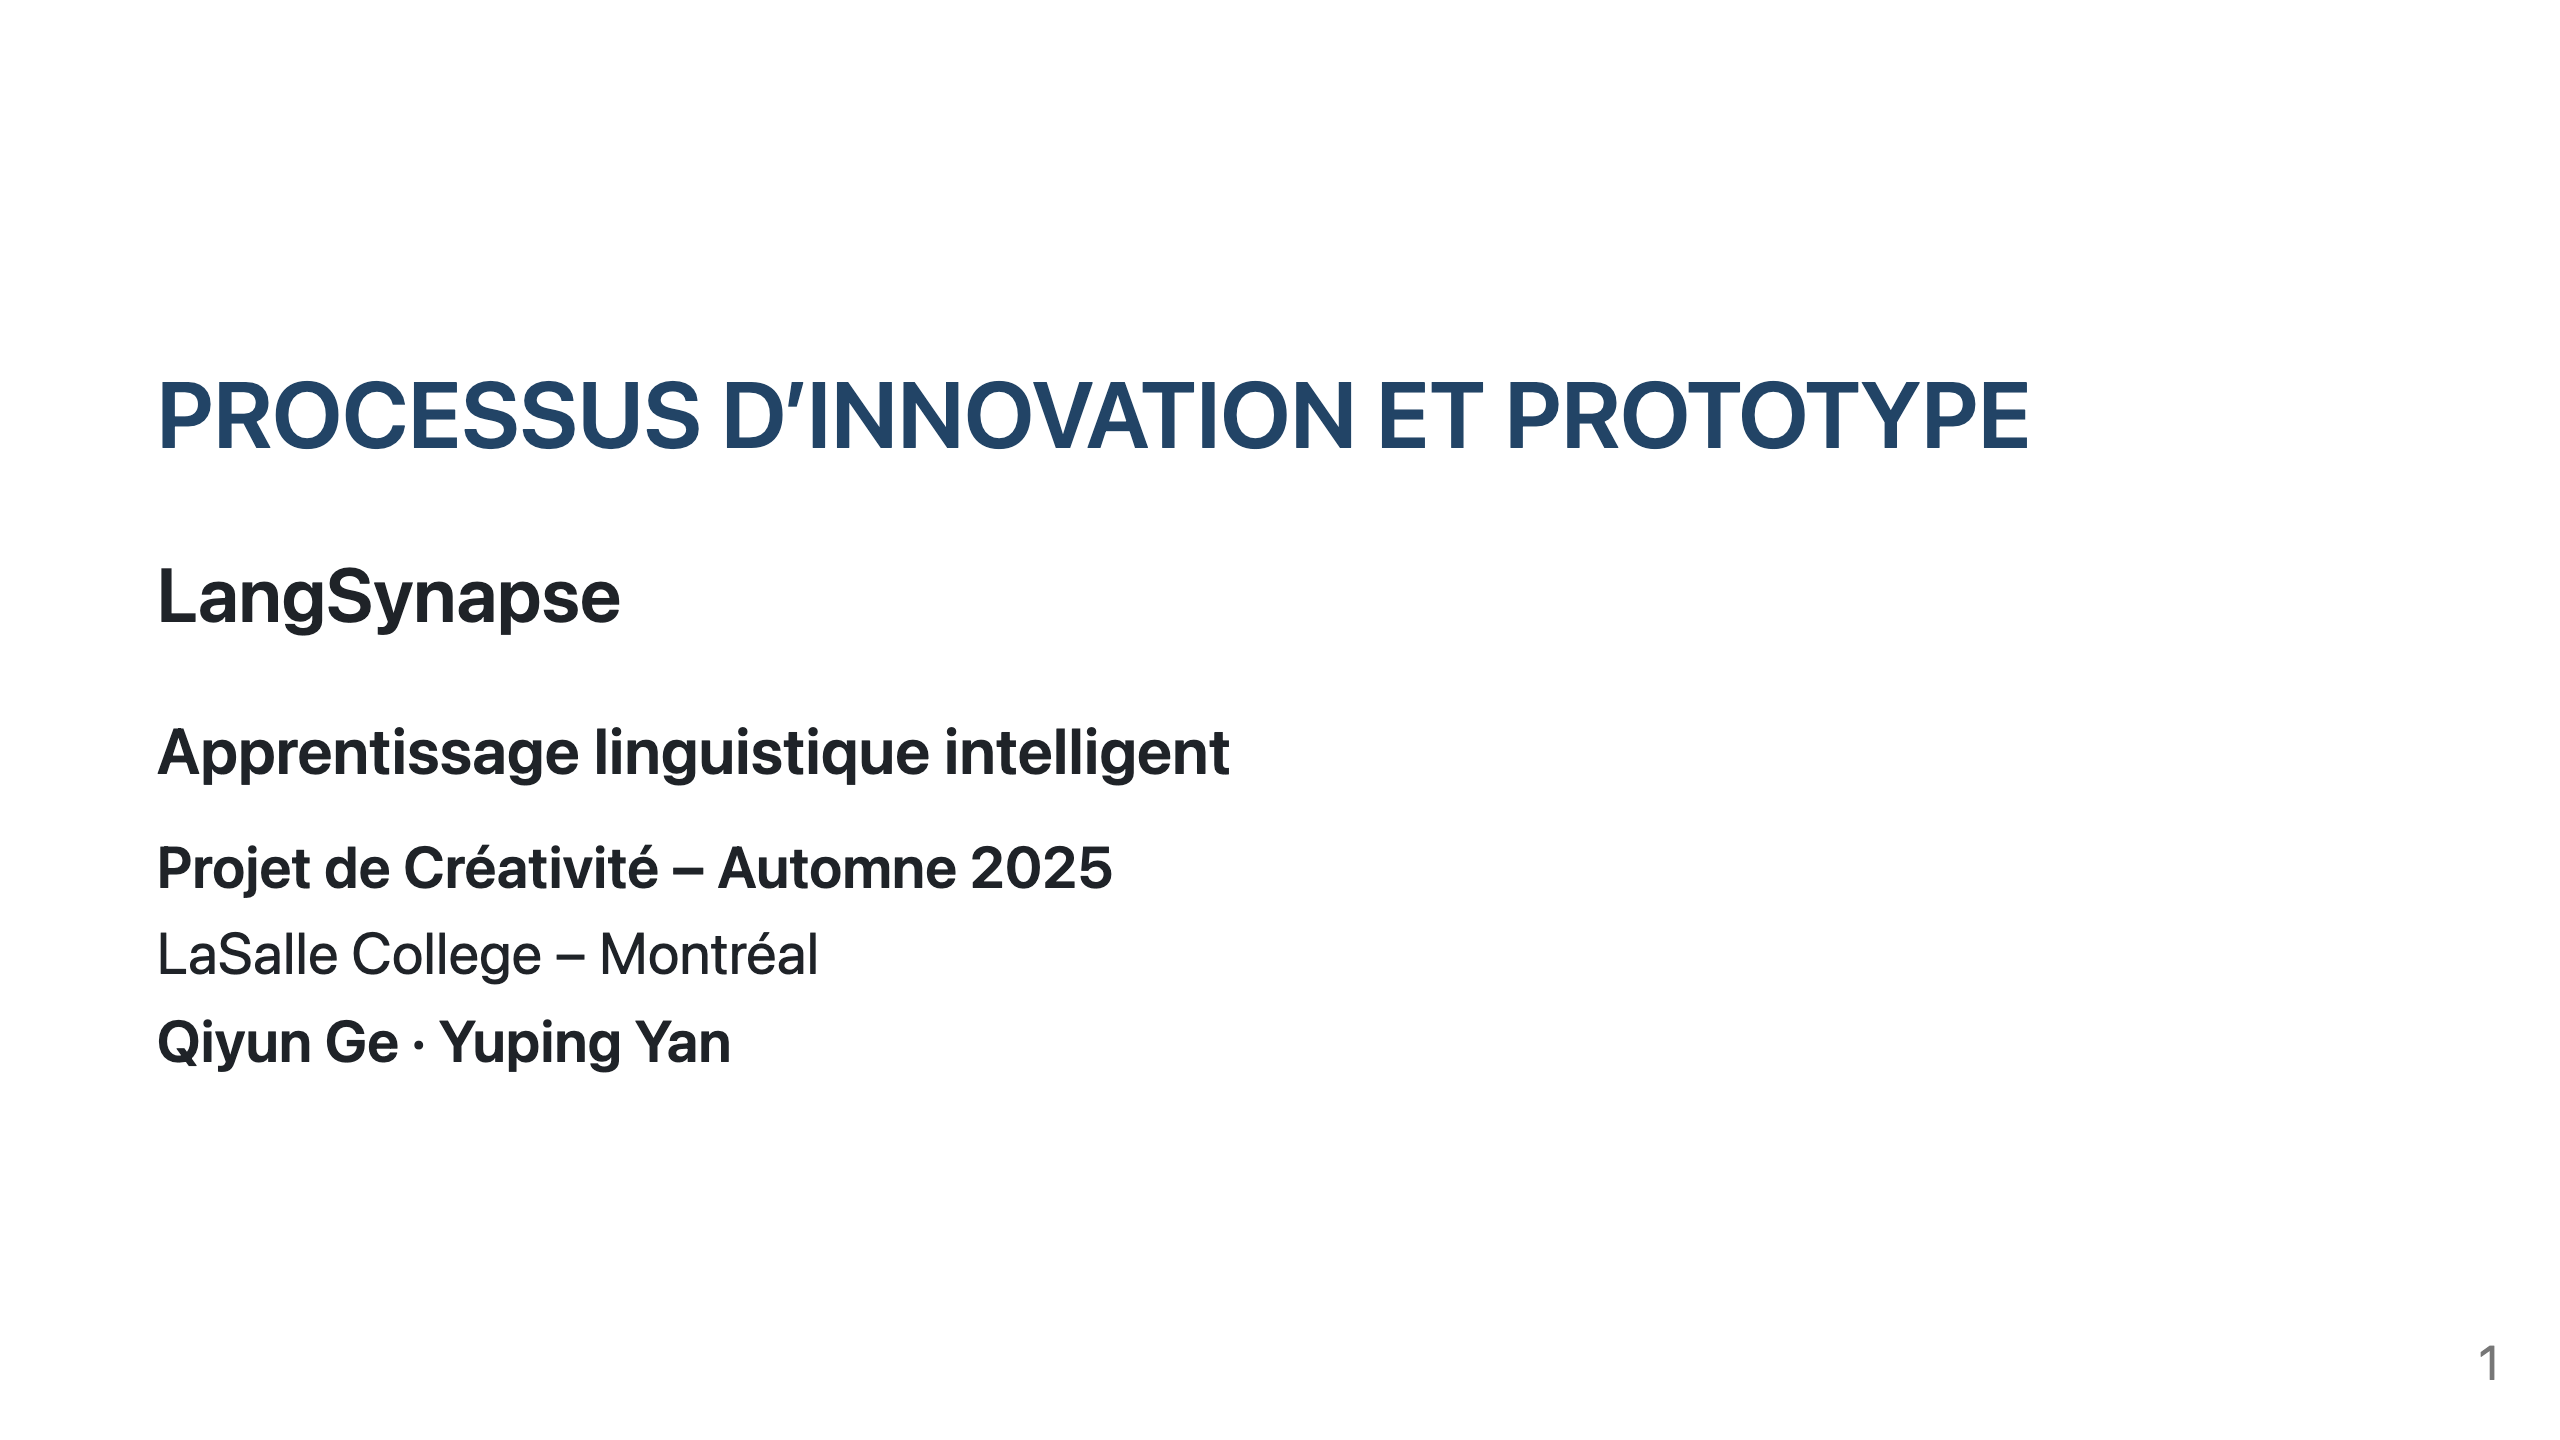 PROCESSUS D’INNOVATION ET PROTOTYPE
LangSynapse
Apprentissage linguistique intelligent
Projet de Créativité – Automne 2025
LaSalle College – Montréal
Qiyun Ge · Yuping Yan
1